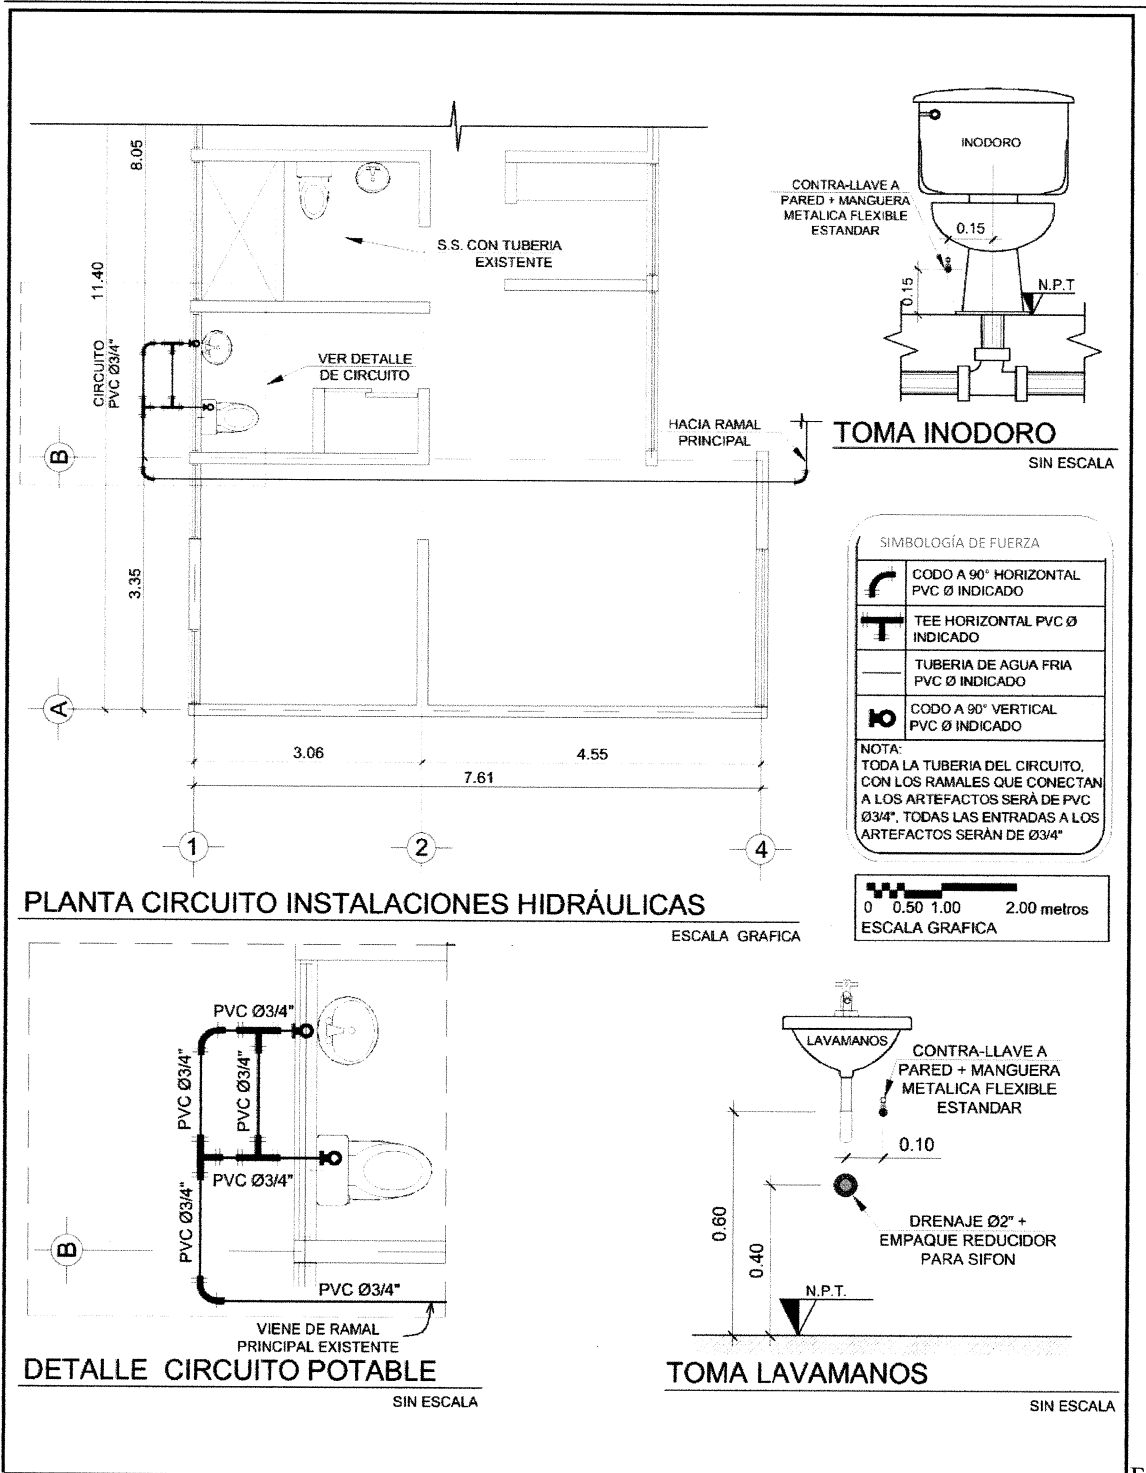 8.05
11.40
CIRCUITO
PVC Ø3/4"
3.35
S.S. CON TUBERIA
EXISTENTE
VER DETALLE
DE CIRCUITO
HACIA RAMAL
PRINCIPAL
B
A
3.06
4.55
7.61
1
2
4
PLANTA CIRCUITO INSTALACIONES HIDRÁULICAS
ESCALA GRAFICA
INODORO
CONTRA-LLAVE A
PARED + MANGUERA
METALICA FLEXIBLE
ESTANDAR
0.15
0.15
N.P.T
TOMA INODORO
SIN ESCALA
SIMBOLOGÍA DE FUERZA
CODO A 90° HORIZONTAL
PVC Ø INDICADO
TEE HORIZONTAL PVC Ø
INDICADO
TUBERIA DE AGUA FRIA
PVC Ø INDICADO
CODO A 90° VERTICAL
PVC Ø INDICADO
NOTA:
TODA LA TUBERIA DEL CIRCUITO,
CON LOS RAMALES QUE CONECTAN
A LOS ARTEFACTOS SERÀ DE PVC
Ø3/4", TODAS LAS ENTRADAS A LOS
ARTEFACTOS SERÀN DE Ø3/4"
0 0.50 1.00 2.00 metros
ESCALA GRAFICA
PVC Ø3/4"
PVC Ø3/4"
PVC Ø3/4"
PVC Ø3/4"
PVC Ø3/4"
PVC Ø3/4"
B
VIENE DE RAMAL
PRINCIPAL EXISTENTE
DETALLE CIRCUITO POTABLE
SIN ESCALA
LAVAMANOS
CONTRA-LLAVE A
PARED + MANGUERA
METALICA FLEXIBLE
ESTANDAR
0.10
0.60
0.40
DRENAJE Ø2" +
EMPAQUE REDUCIDOR
PARA SIFON
N.P.T.
TOMA LAVAMANOS
SIN ESCALA